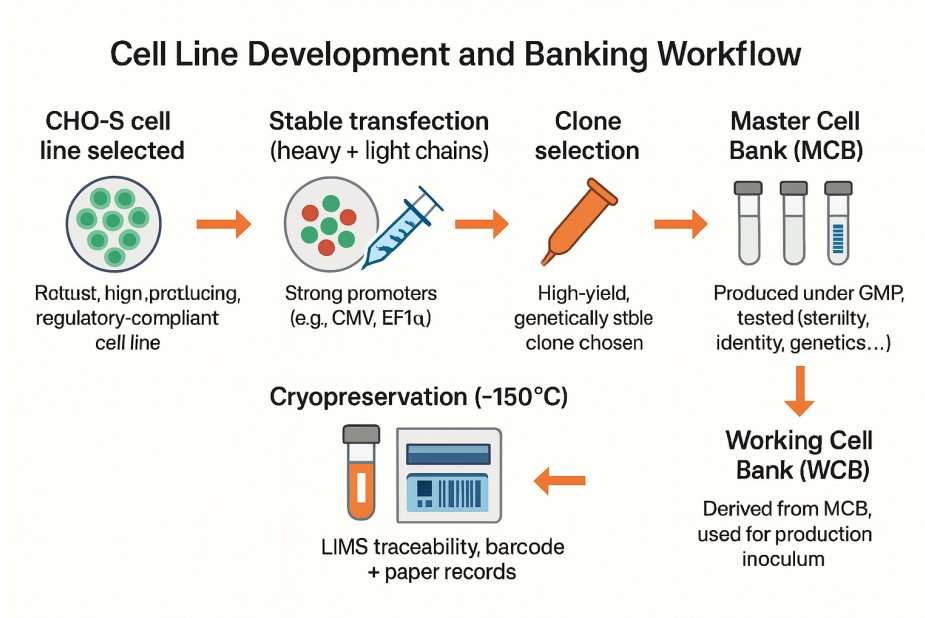 Cell Line Development and Banking Workflow
CHO-S cell
line selected
Rotust, hign ,prctlucing,
regulatory-compliant
cell line
Stable transfection
(heavy + light chains)
Strong promoters
(e.g., CMV, EF1α)
Clone
selection
High-yield,
genetically stble
clone chosen
Master Cell
Bank (MCB)
Produced under GMP,
tested (sterilty,
identity, genetics...)
Working Cell
Bank (WCB)
Derived from MCB,
used for production
inoculum
Cryopreservation (-150°C)
LIMS traceability, barcode
+ paper records